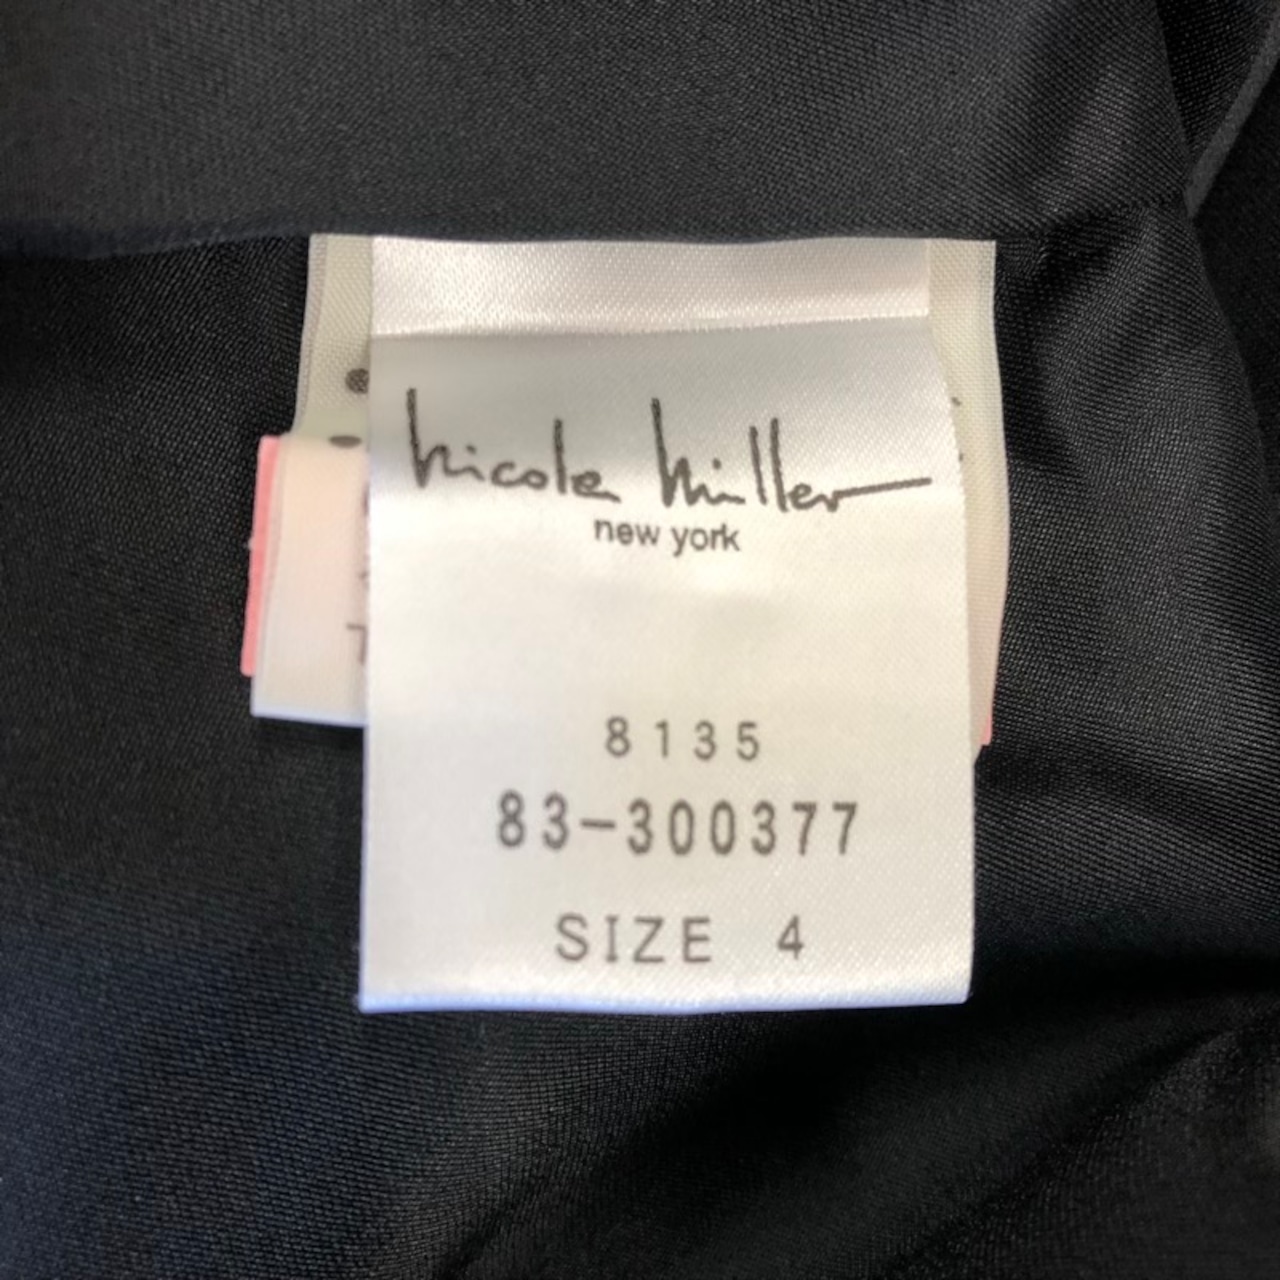 nicole miller
new york
8135
83-300377
SIZE 4